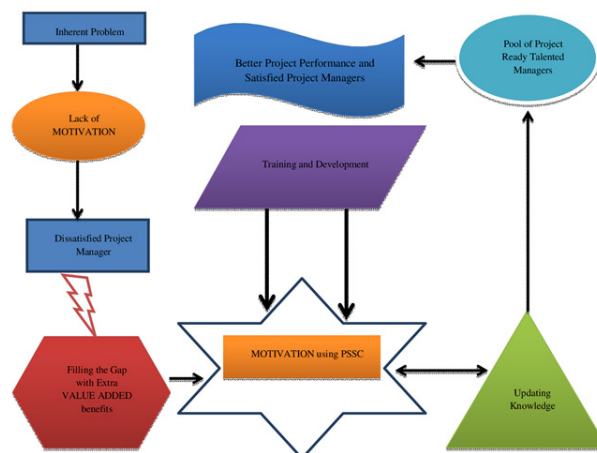 Inherent Problem
Lack of
MOTIVATION
Dissatisfied Project
Manager
Filling the Gap
with Extra
VALUE ADDED
benefits
Better Project Performance and
Satisfied Project Managers
Training and Development
MOTIVATION using PSSC
Pool of Project
Ready Talented
Managers
Updating
Knowledge